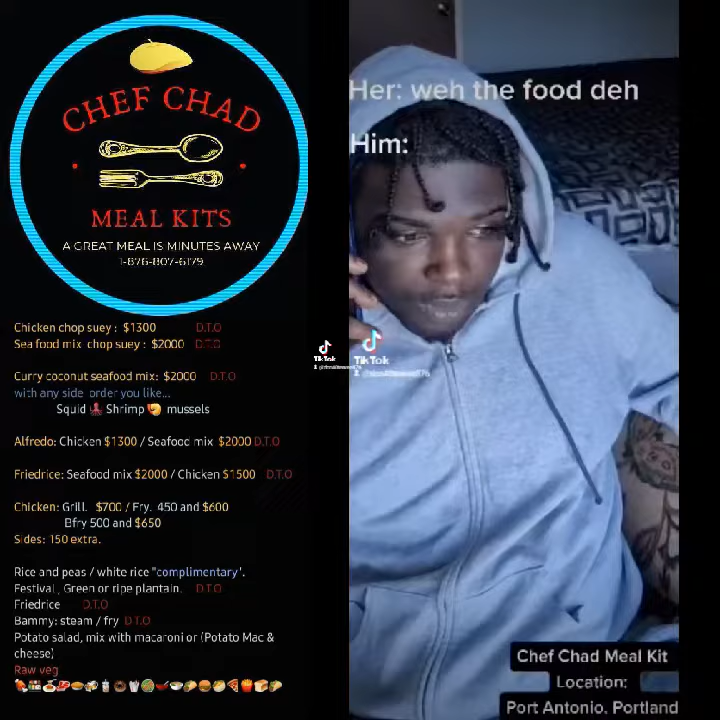 CHEF CHAD
MEAL KITS
A GREAT MEAL IS MINUTES AWAY
1-876-807-6179
Chicken chop suey : $1300 D.T.O
Sea food mix chop suey : $2000 D.T.O
Curry coconut seafood mix: $2000 D.T.O
with any side order you like...
Squid 🦑 Shrimp 🍤 mussels
Alfredo: Chicken $1300 / Seafood mix $2000 D.T.O
Friedrice: Seafood mix $2000 / Chicken $1500 D.T.O
Chicken: Grill. $700 / Fry. 450 and $600
Bfry 500 and $650
Sides: 150 extra.
Rice and peas / white rice "complimentary".
Festival , Green or ripe plantain. D.T.O
Friedrice D.T.O
Bammy: steam / fry D.T.O
Potato salad, mix with macaroni or (Potato Mac &
cheese)
Raw veg
TikTok
Her: weh the food deh
Him:
TikTok
Chef Chad Meal Kit
Location:
Port Antonio, Portland